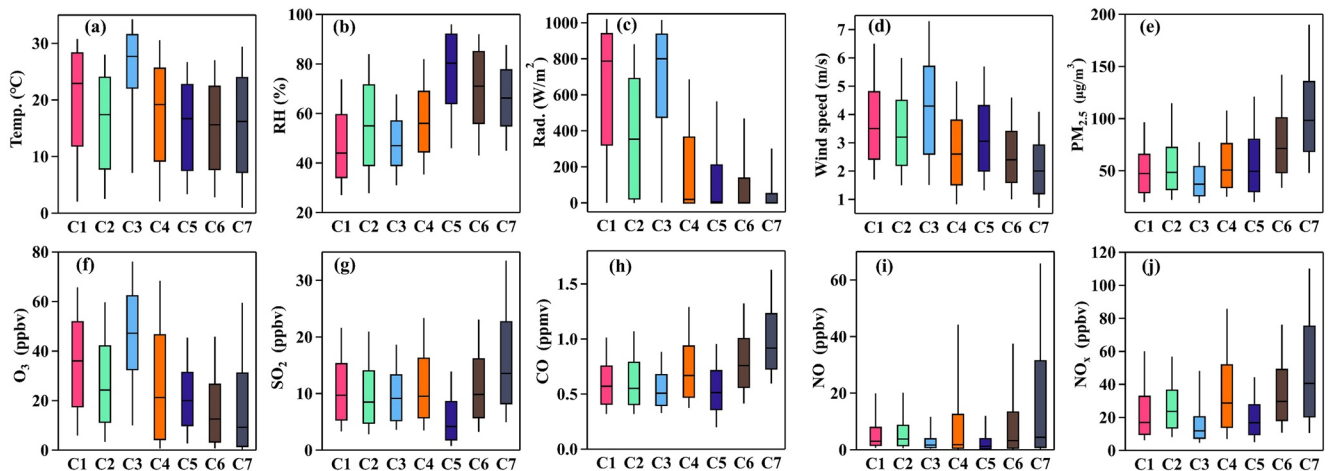 (a)
Temp. (°C)
30
20
10
0
C1 C2 C3 C4 C5 C6 C7
(b)
RH (%)
100
80
60
40
20
C1 C2 C3 C4 C5 C6 C7
(c)
Rad. (W/m²)
1000
800
600
400
200
0
C1 C2 C3 C4 C5 C6 C7
(d)
Wind speed (m/s)
7
6
5
4
3
2
1
C1 C2 C3 C4 C5 C6 C7
(e)
PM₂.₅ (μg/m³)
200
150
100
50
C1 C2 C3 C4 C5 C6 C7
(f)
O₃ (ppbv)
80
60
40
20
0
C1 C2 C3 C4 C5 C6 C7
(g)
SO₂ (ppbv)
30
20
10
0
C1 C2 C3 C4 C5 C6 C7
(h)
CO (ppmv)
1.5
1.0
0.5
0.0
C1 C2 C3 C4 C5 C6 C7
(i)
NO (ppbv)
60
40
20
0
C1 C2 C3 C4 C5 C6 C7
(j)
NOₓ (ppbv)
120
100
80
60
40
20
0
C1 C2 C3 C4 C5 C6 C7